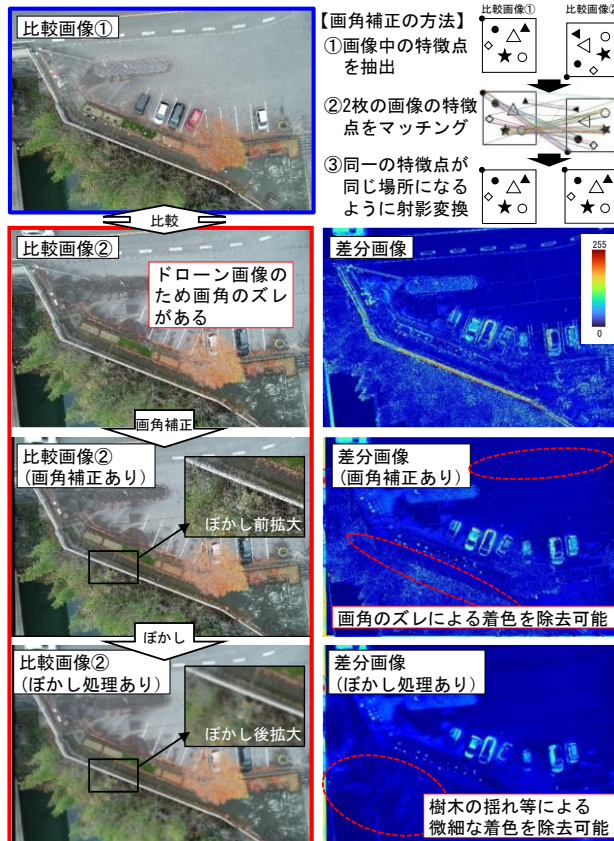 比較画像①
【画角補正の方法】
比較画像①
比較画像②
①画像中の特徴点
を抽出
②2枚の画像の特徴
点をマッチング
③同一の特徴点が
同じ場所になる
ように射影変換
比較
比較画像②
ドローン画像の
ため画角のズレ
がある
差分画像
255
0
画角補正
比較画像②
(画角補正あり)
ぼかし前拡大
差分画像
(画角補正あり)
画角のズレによる着色を除去可能
ぼかし
比較画像②
(ぼかし処理あり)
ぼかし後拡大
差分画像
(ぼかし処理あり)
樹木の揺れ等による
微細な着色を除去可能